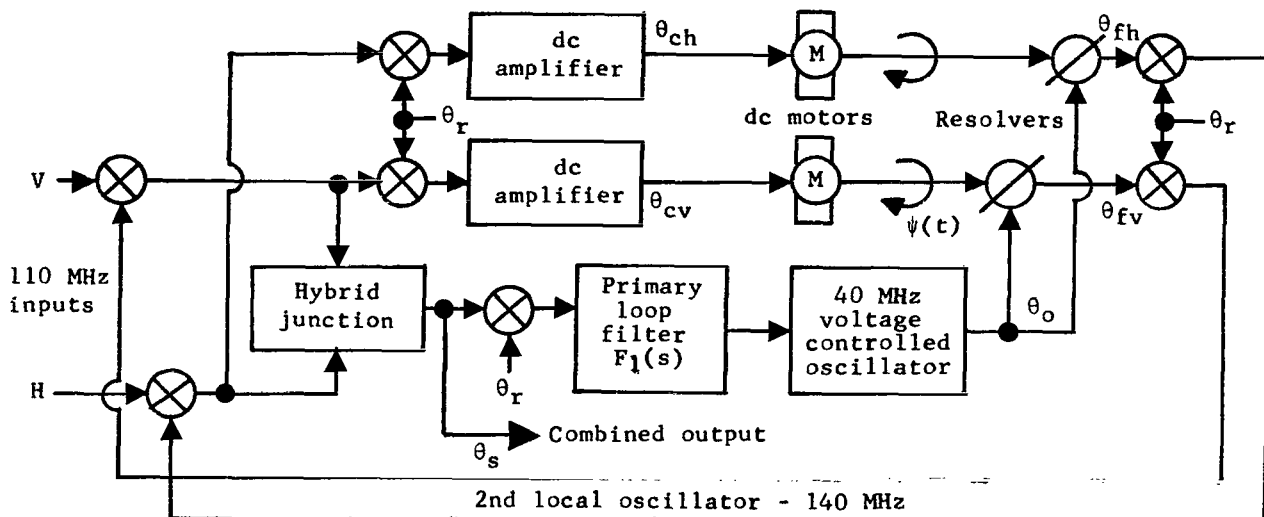 dc
amplifier
θch
M
θfh
dc motors
Resolvers
θr
θr
V
dc
amplifier
θcv
M
ψ(t)
θfv
110 MHz
inputs
Hybrid
junction
Primary
loop
filter
F1(s)
40 MHz
voltage
controlled
oscillator
θo
H
θr
θs
Combined output
2nd local oscillator - 140 MHz